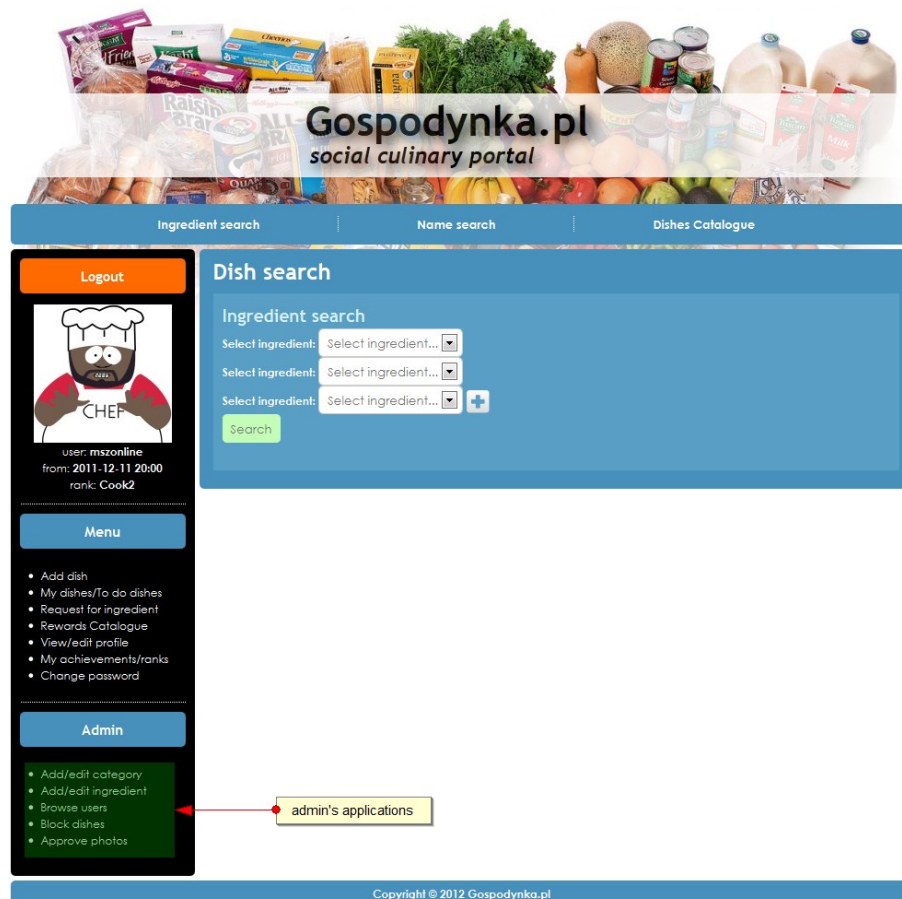 Cheerios
Raisin
Bran
Gospodynka.pl
social culinary portal
Milk
Ingredient search
Name search
Dishes Catalogue
Logout
CHEF
user: mszonline
from: 2011-12-11 20:00
rank: Cook2
Menu
• Add dish
• My dishes/To do dishes
• Request for ingredient
• Rewards Catalogue
• View/edit profile
• My achievements/ranks
• Change password
Admin
• Add/edit category
• Add/edit ingredient
• Browse users
• Block dishes
• Approve photos
Dish search
Ingredient search
Select ingredient: Select ingredient...
Select ingredient: Select ingredient...
Select ingredient: Select ingredient...
Search
admin's applications
Copyright © 2012 Gospodynka.pl